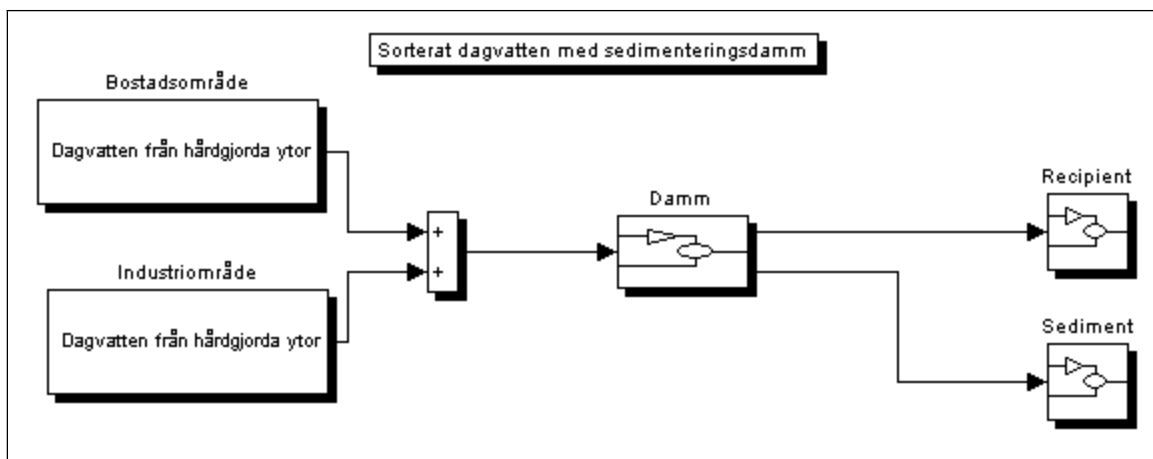 Sorterat dagvatten med sedimenteringsdamm
Bostadsområde
Dagvatten från hårdgjorda ytor
Industriområde
Dagvatten från hårdgjorda ytor
+
+
Damm
Recipient
Sediment